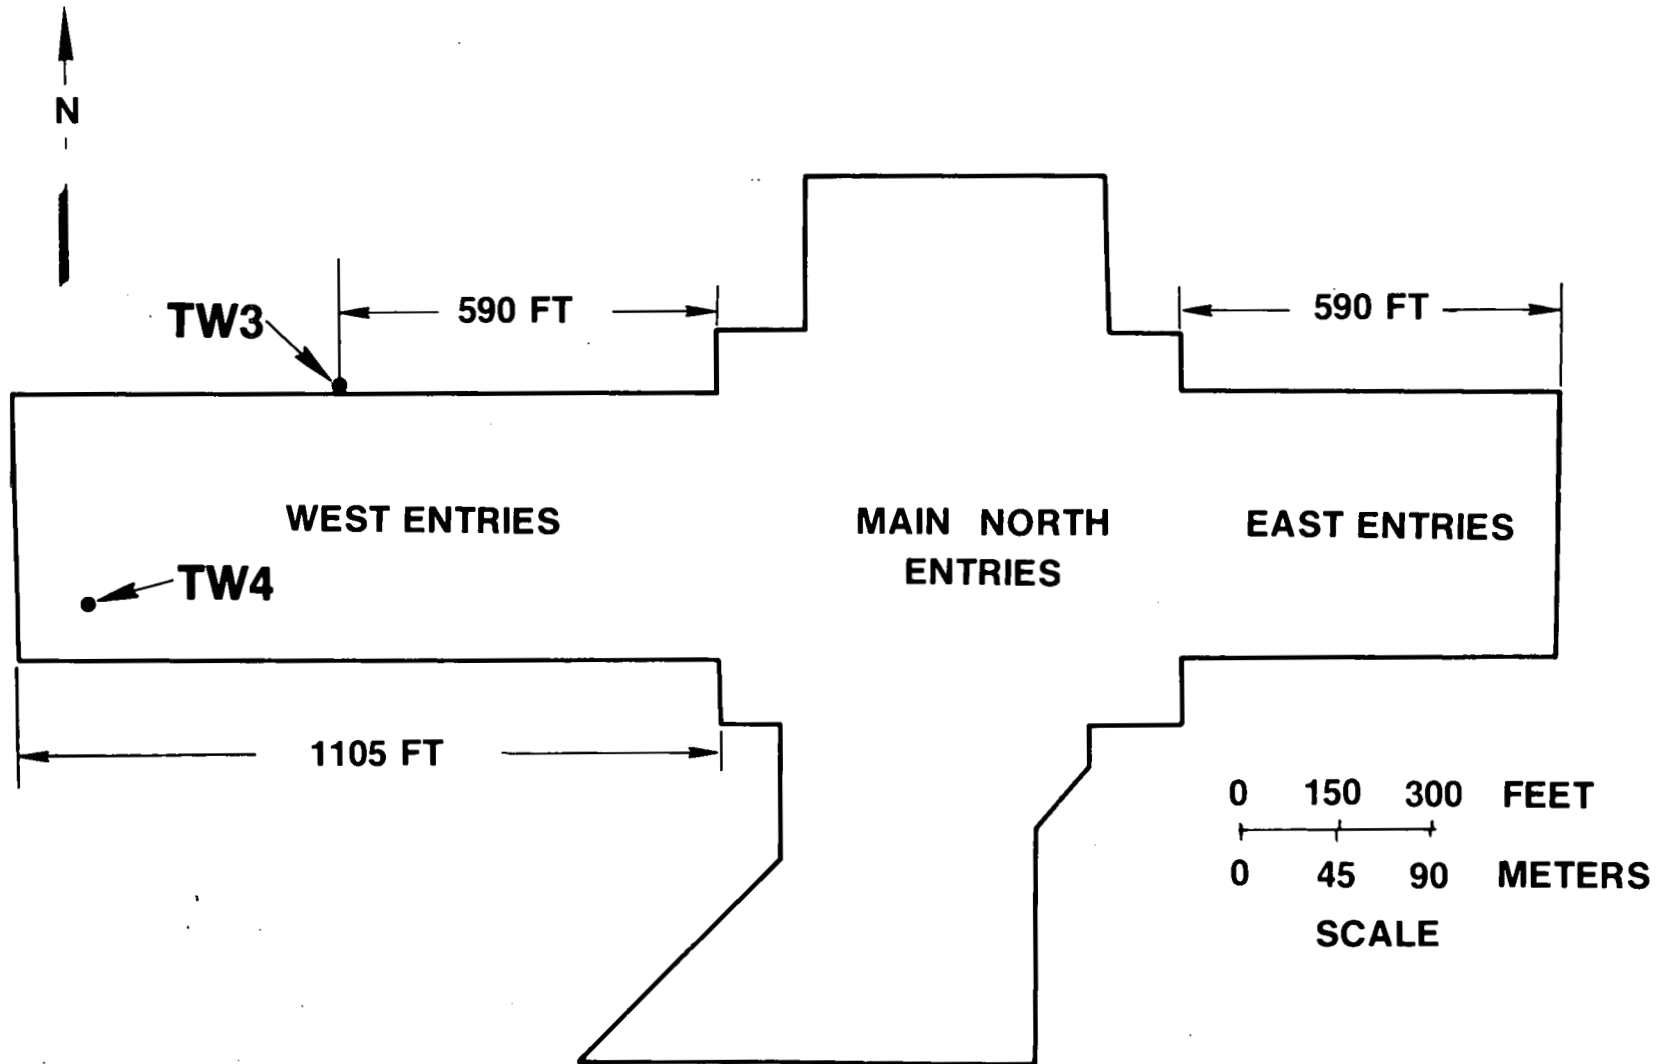 N
590 FT
590 FT
TW3
WEST ENTRIES
MAIN NORTH
ENTRIES
EAST ENTRIES
TW4
1105 FT
0 150 300 FEET
0 45 90 METERS
SCALE